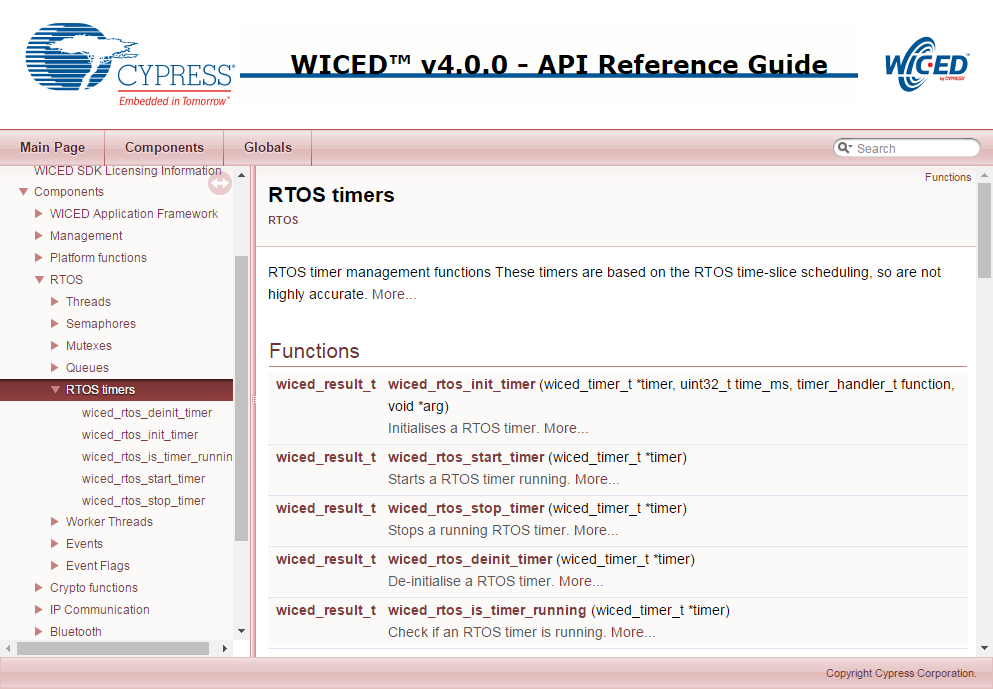 CYPRESS
Embedded in Tomorrow™
WICED™ v4.0.0 - API Reference Guide
WICED™
by CYPRESS
Main Page
Components
Globals
Search
WICED SDK Licensing Information
Components
WICED Application Framework
Management
Platform functions
RTOS
Threads
Semaphores
Mutexes
Queues
RTOS timers
wiced_rtos_deinit_timer
wiced_rtos_init_timer
wiced_rtos_is_timer_runnin
wiced_rtos_start_timer
wiced_rtos_stop_timer
Worker Threads
Events
Event Flags
Crypto functions
IP Communication
Bluetooth
Functions
RTOS timers
RTOS
RTOS timer management functions These timers are based on the RTOS time-slice scheduling, so are not
highly accurate. More...
Functions
wiced_result_t wiced_rtos_init_timer (wiced_timer_t *timer, uint32_t time_ms, timer_handler_t function,
void *arg)
Initialises a RTOS timer. More...
wiced_result_t wiced_rtos_start_timer (wiced_timer_t *timer)
Starts a RTOS timer running. More...
wiced_result_t wiced_rtos_stop_timer (wiced_timer_t *timer)
Stops a running RTOS timer. More...
wiced_result_t wiced_rtos_deinit_timer (wiced_timer_t *timer)
De-initialise a RTOS timer. More...
wiced_result_t wiced_rtos_is_timer_running (wiced_timer_t *timer)
Check if an RTOS timer is running. More...
Copyright Cypress Corporation.